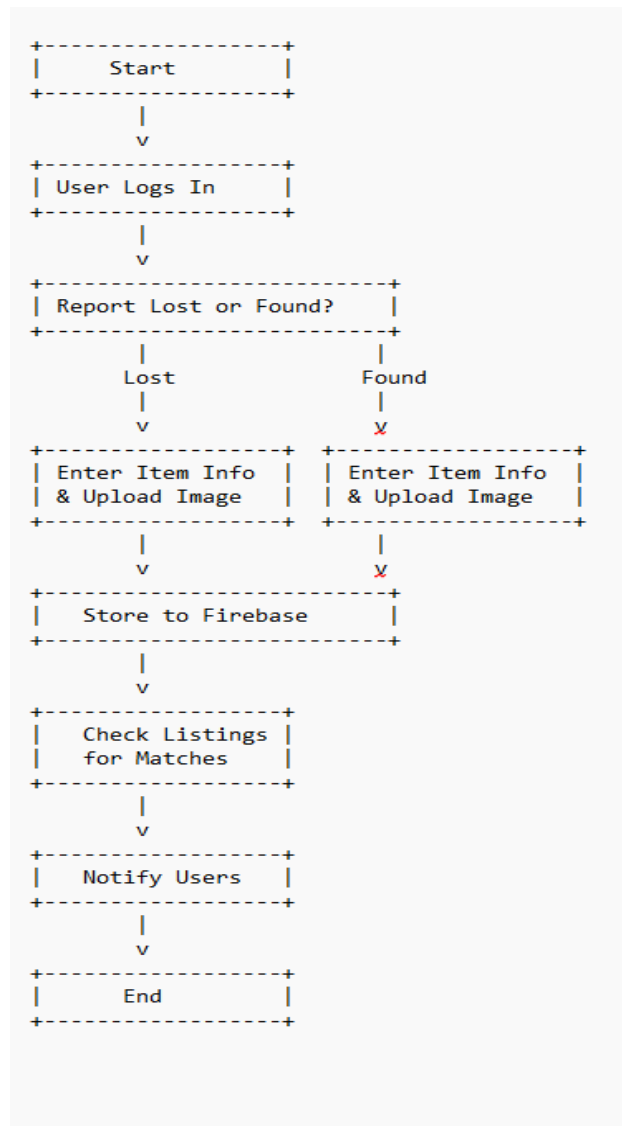 +------------------+
|     Start        |
+------------------+
        |
        v
+------------------+
| User Logs In     |
+------------------+
        |
        v
+--------------------------+
| Report Lost or Found?    |
+--------------------------+
        |                 |
       Lost              Found
        |                 |
        v                 v
+------------------+  +------------------+
| Enter Item Info  |  | Enter Item Info  |
| & Upload Image   |  | & Upload Image   |
+------------------+  +------------------+
        |                 |
        v                 v
+--------------------------+
|   Store to Firebase      |
+--------------------------+
        |
        v
+------------------+
|   Check Listings |
|   for Matches    |
+------------------+
        |
        v
+------------------+
|   Notify Users   |
+------------------+
        |
        v
+------------------+
|      End         |
+------------------+